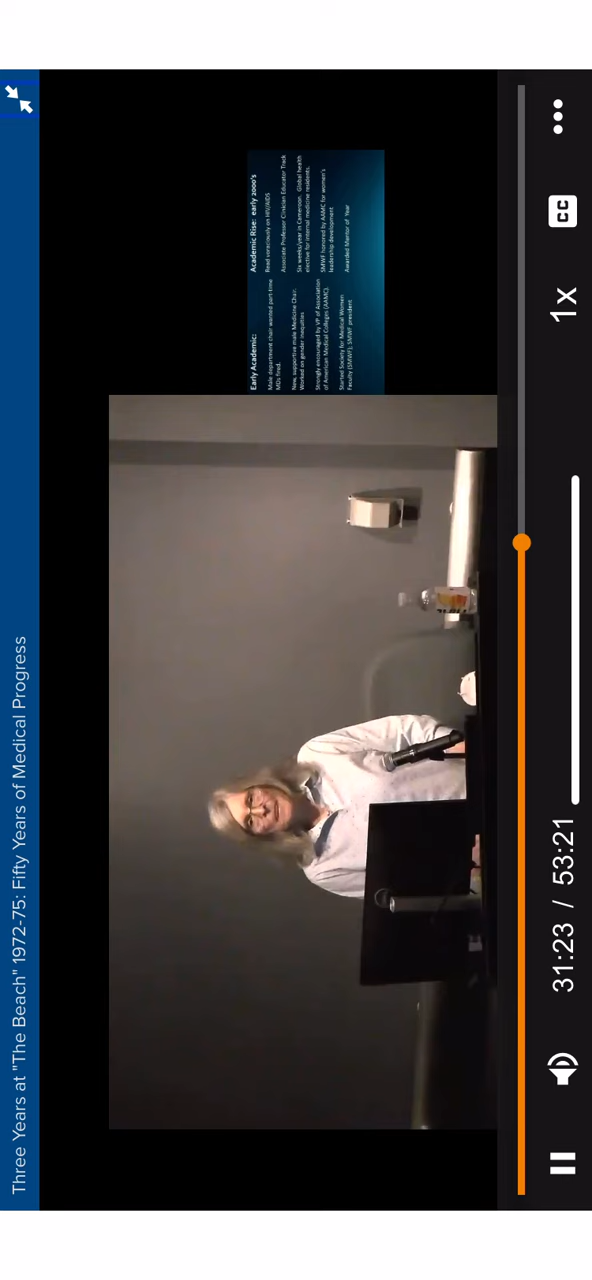 Three Years at "The Beach" 1972-75: Fifty Years of Medical Progress
Early Academic:
Male department chair wanted part-time
MDs fired.
New, supportive male Medicine Chair.
Worked on gender inequities
Strongly encouraged by VP of Association
of American Medical Colleges (AAMC).
Started Society for Medical Women
Faculty (SMWF); SMWF president
Academic Rise: early 2000's
Read voraciously on HIV/AIDS
Associate Professor Clinician Educator Track
Six weeks/year in Cameroon. Global health
elective for internal medicine residents.
SMWF honored by AAMC for women's
leadership development
Awarded Mentor of Year
31:23 / 53:21
1x
CC